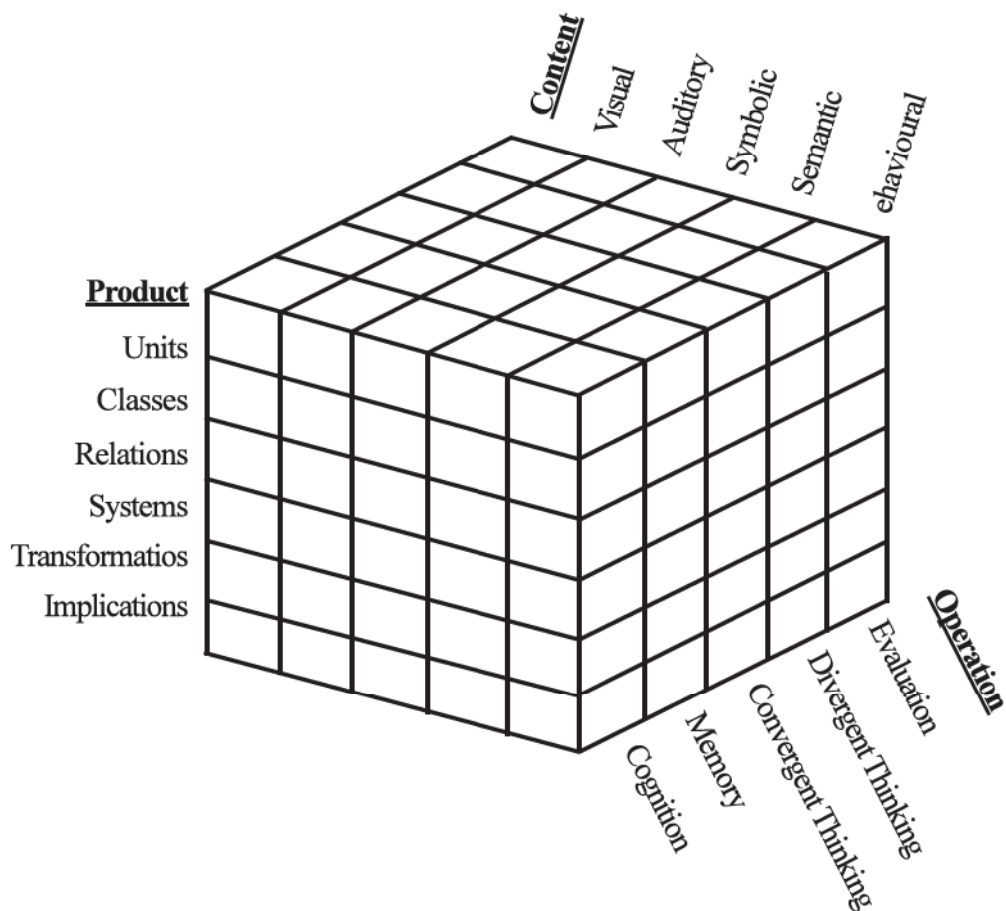 Content
Visual
Auditory
Symbolic
Semantic
ehavioural
Product
Units
Classes
Relations
Systems
Transformatios
Implications
Operation
Evaluation
Divergent Thinking
Convergent Thinking
Memory
Cognition